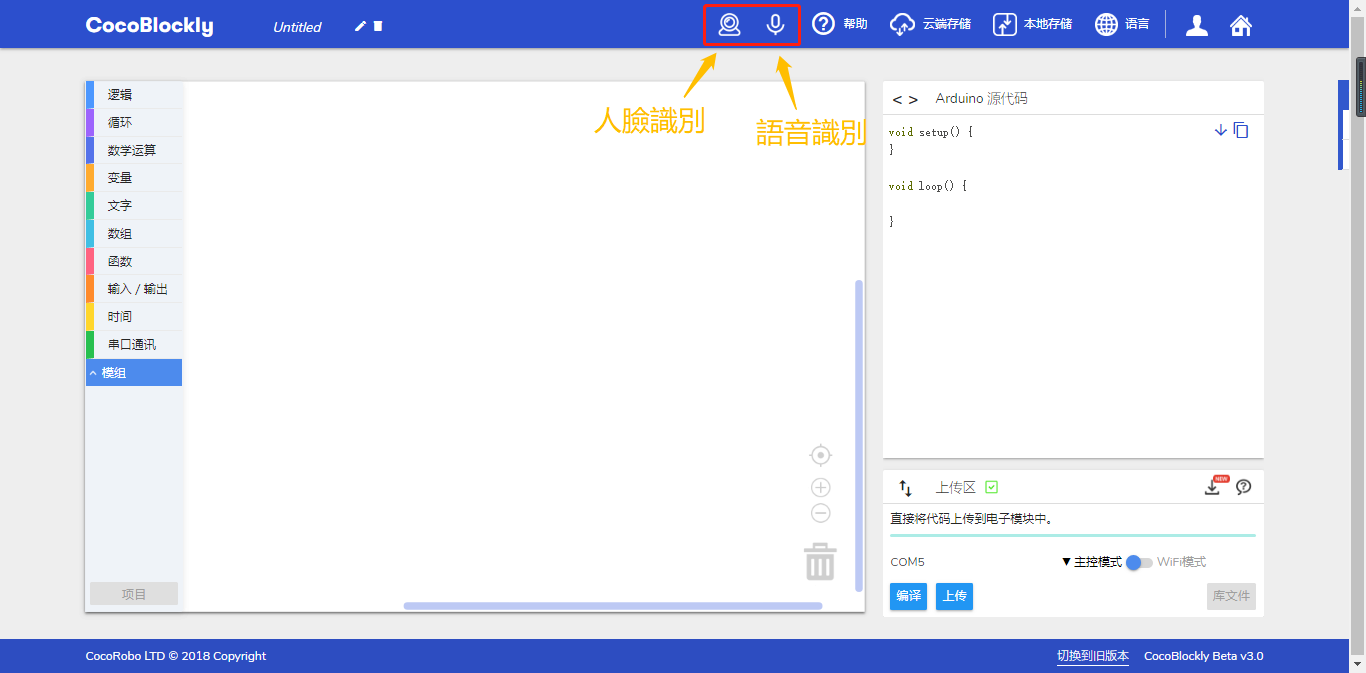 CocoBlockly
Untitled
帮助
云端存储
本地存储
语言
人臉識別
語音識別
逻辑
循环
数学运算
变量
文字
数组
函数
输入 / 输出
时间
串口通讯
模组
项目
< > Arduino 源代码
void setup() {
}
void loop() {
}
上传区
NEW
直接将代码上传到电子模块中。
COM5
▼主控模式
WiFi模式
编译
上传
库文件
CocoRobo LTD © 2018 Copyright
切换到旧版本
CocoBlockly Beta v3.0